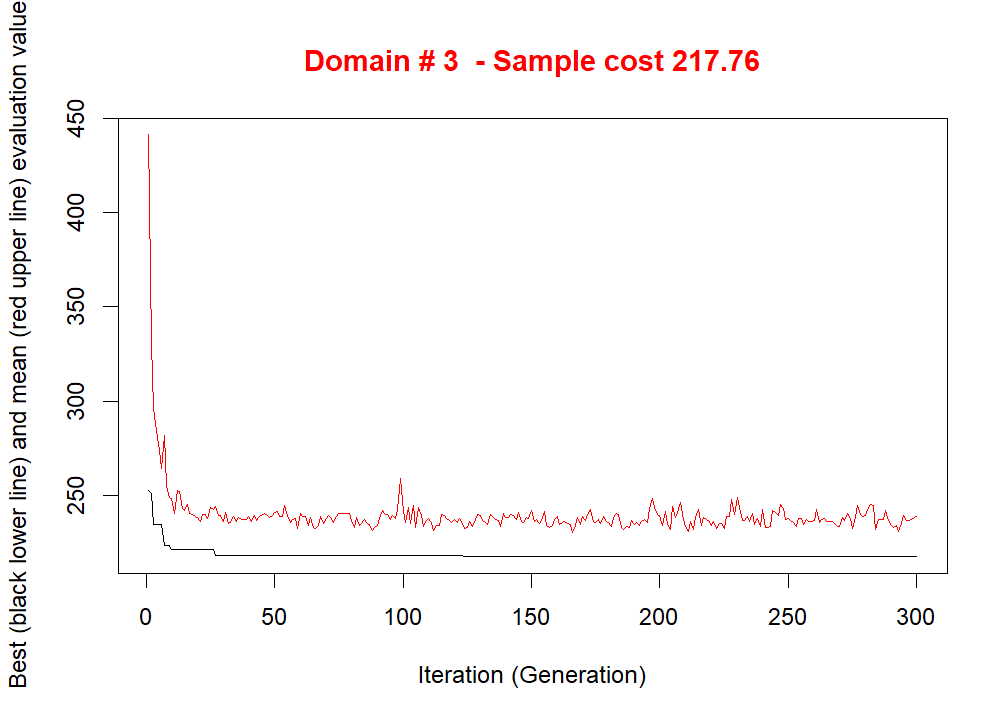 Domain # 3  - Sample cost 217.76
Best (black lower line) and mean (red upper line) evaluation value
450
400
350
300
250
0 50 100 150 200 250 300
Iteration (Generation)